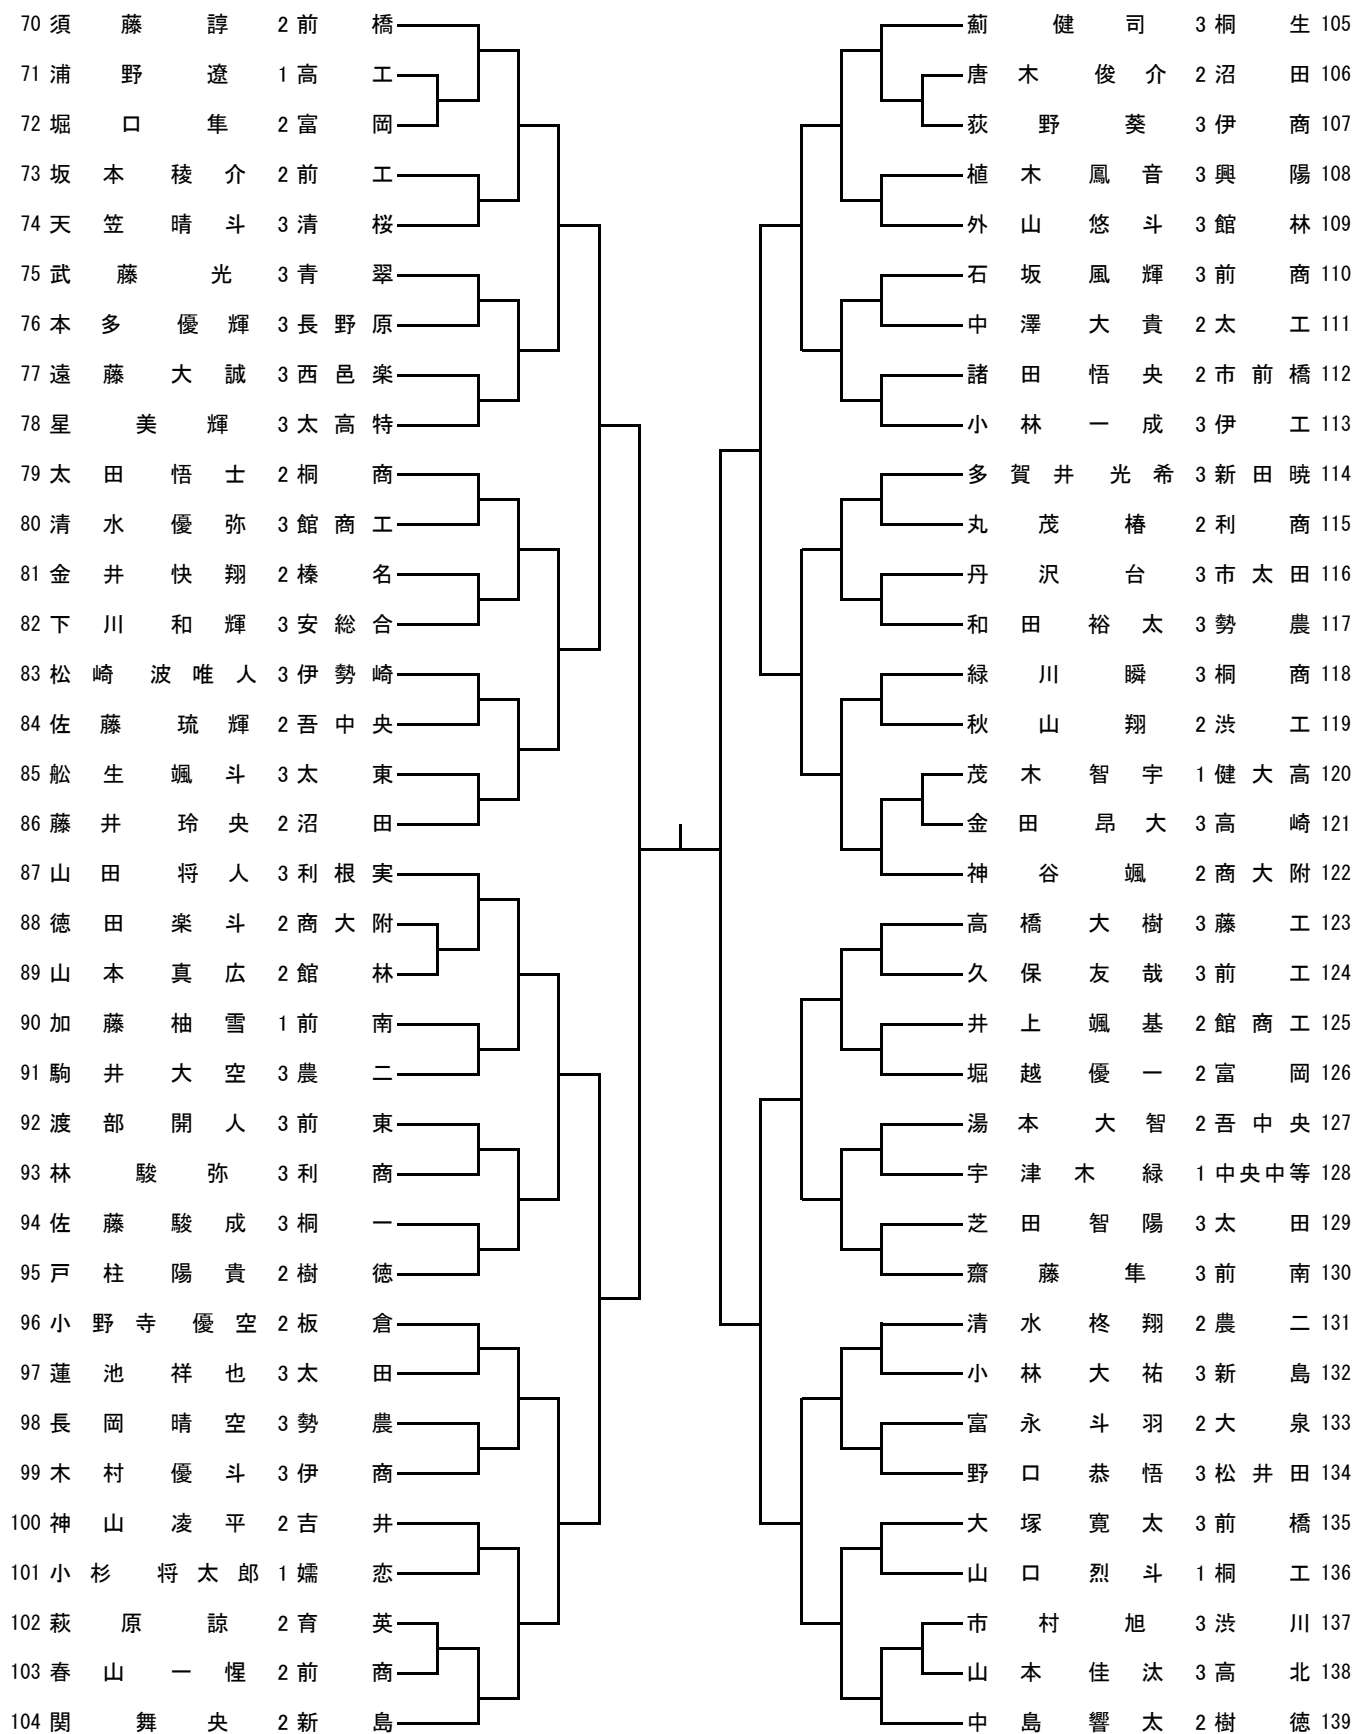 70 須藤諄 2 前橋
71 浦野遼 1 高工
72 堀口隼 2 富岡
73 坂本稜介 2 前工
74 天笠晴斗 3 清桜
75 武藤光 3 青翠
76 本多優輝 3 長野原
77 遠藤大誠 3 西邑楽
78 星美輝 3 太高特
79 太田悟士 2 桐商
80 清水優弥 3 館商工
81 金井快翔 2 榛名
82 下川和輝 3 安総合
83 松崎波唯人 3 伊勢崎
84 佐藤琉輝 2 吾中央
85 舩生颯斗 3 太東
86 藤井玲央 2 沼田
87 山田将人 3 利根実
88 徳田楽斗 2 商大附
89 山本真広 2 館林
90 加藤柚雪 1 前南
91 駒井大空 3 農二
92 渡部開人 3 前東
93 林駿弥 3 利商
94 佐藤駿成 3 桐一
95 戸柱陽貴 2 樹徳
96 小野寺優空 2 板倉
97 蓮池祥也 3 太田
98 長岡晴空 3 勢農
99 木村優斗 3 伊商
100 神山凌平 2 吉井
101 小杉将太郎 1 嬬恋
102 萩原諒 2 育英
103 春山一惺 2 前商
104 関舞央 2 新島
薊健司 3 桐生 105
唐木俊介 2 沼田 106
荻野葵 3 伊商 107
植木鳳音 3 興陽 108
外山悠斗 3 館林 109
石坂風輝 3 前商 110
中澤大貴 2 太工 111
諸田悟央 2 市前橋 112
小林一成 3 伊工 113
多賀井光希 3 新田暁 114
丸茂椿 2 利商 115
丹沢台 3 市太田 116
和田裕太 3 勢農 117
緑川瞬 3 桐商 118
秋山翔 2 渋工 119
茂木智宇 1 健大高 120
金田昂大 3 高崎 121
神谷颯 2 商大附 122
高橋大樹 3 藤工 123
久保友哉 3 前工 124
井上颯基 2 館商工 125
堀越優一 2 富岡 126
湯本大智 2 吾中央 127
宇津木緑 1 中央中等 128
芝田智陽 3 太田 129
齋藤隼 3 前南 130
清水柊翔 2 農二 131
小林大祐 3 新島 132
富永斗羽 2 大泉 133
野口恭悟 3 松井田 134
大塚寛太 3 前橋 135
山口烈斗 1 桐工 136
市村旭 3 渋川 137
山本佳汰 3 高北 138
中島響太 2 樹徳 139